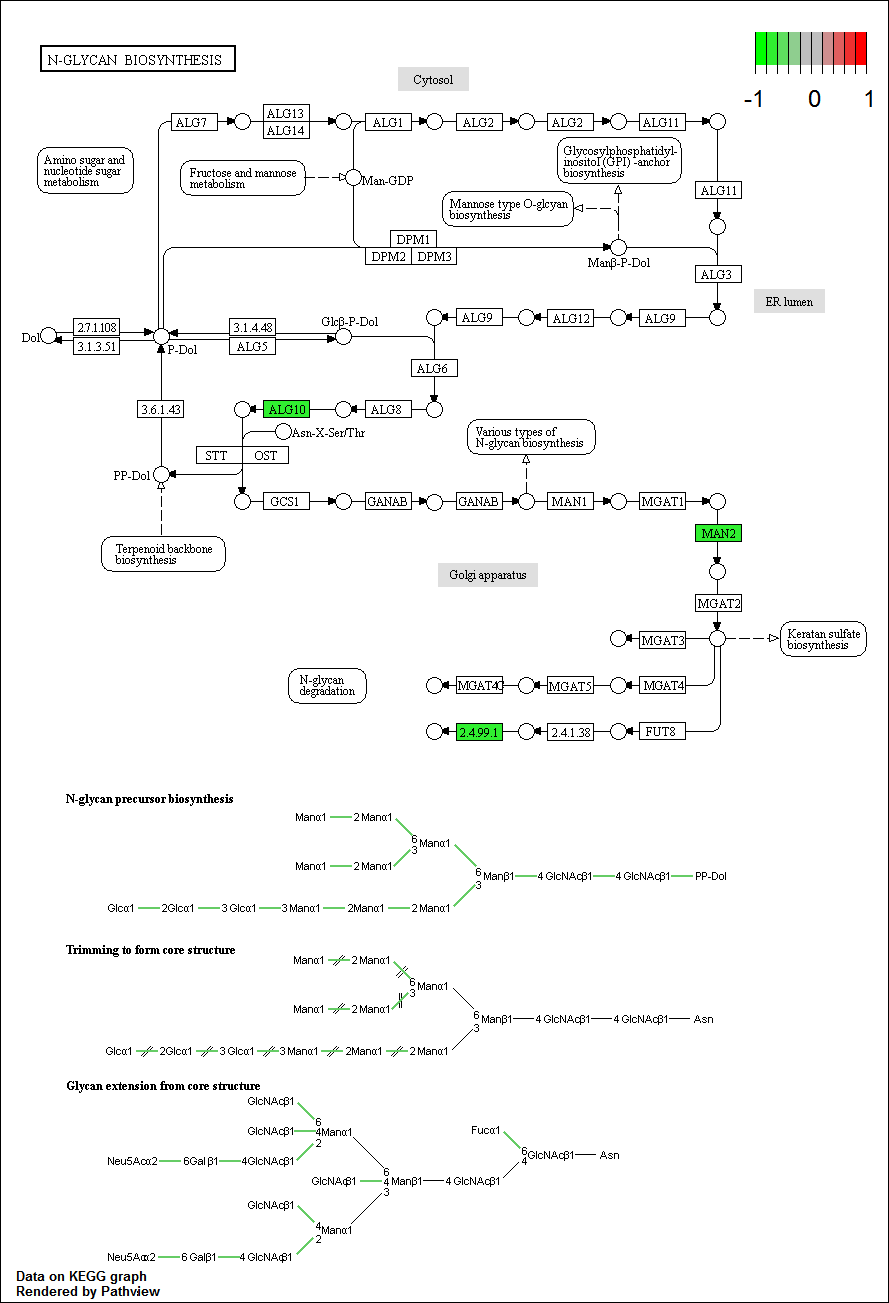 N-GLYCAN BIOSYNTHESIS
-1 0 1
Cytosol
ALG7
ALG13
ALG14
ALG1
ALG2
ALG2
ALG11
Amino sugar and
nucleotide sugar
metabolism
Fructose and mannose
metabolism
Man-GDP
Glycosylphosphatidyl-
inositol (GPI) -anchor
biosynthesis
Mannose type O-glcyan
biosynthesis
ALG11
DPM1
DPM2
DPM3
Manβ-P-Dol
ALG3
ER lumen
Dol
2.7.1.108
3.1.3.51
P-Dol
3.1.4.48
ALG5
Glcβ-P-Dol
ALG9
ALG12
ALG9
ALG6
3.6.1.43
ALG10
ALG8
Asn-X-Ser/Thr
STT
OST
PP-Dol
Various types of
N-glycan biosynthesis
GCS1
GANAB
GANAB
MAN1
MGAT1
Terpenoid backbone
biosynthesis
MAN2
Golgi apparatus
MGAT2
MGAT3
Keratan sulfate
biosynthesis
N-glycan
degradation
MGAT4C
MGAT5
MGAT4
2.4.99.1
2.4.1.38
FUT8
N-glycan precursor biosynthesis
Manα1 2 Manα1
6
3 Manα1
Manα1 2 Manα1
6
3 Manβ1 4 GlcNAcβ1 4 GlcNAcβ1 PP-Dol
Glcα1 2Glcα1 3 Glcα1 3 Manα1 2Manα1 2 Manα1
Trimming to form core structure
Manα1 2 Manα1
6
3 Manα1
Manα1 2 Manα1
6
3 Manβ1 4 GlcNAcβ1 4 GlcNAcβ1 Asn
Glcα1 2Glcα1 3 Glcα1 3 Manα1 2Manα1 2 Manα1
Glycan extension from core structure
GlcNAcβ1
6
GlcNAcβ1 4Manα1
2
Neu5Acα2 6Galβ1 4GlcNAcβ1
Fucα1
6
4 GlcNAcβ1 Asn
6
GlcNAcβ1 4 Manβ1 4 GlcNAcβ1
3
GlcNAcβ1
4
2 Manα1
Neu5Acα2 6 Galβ1 4 GlcNAcβ1
Data on KEGG graph
Rendered by Pathview